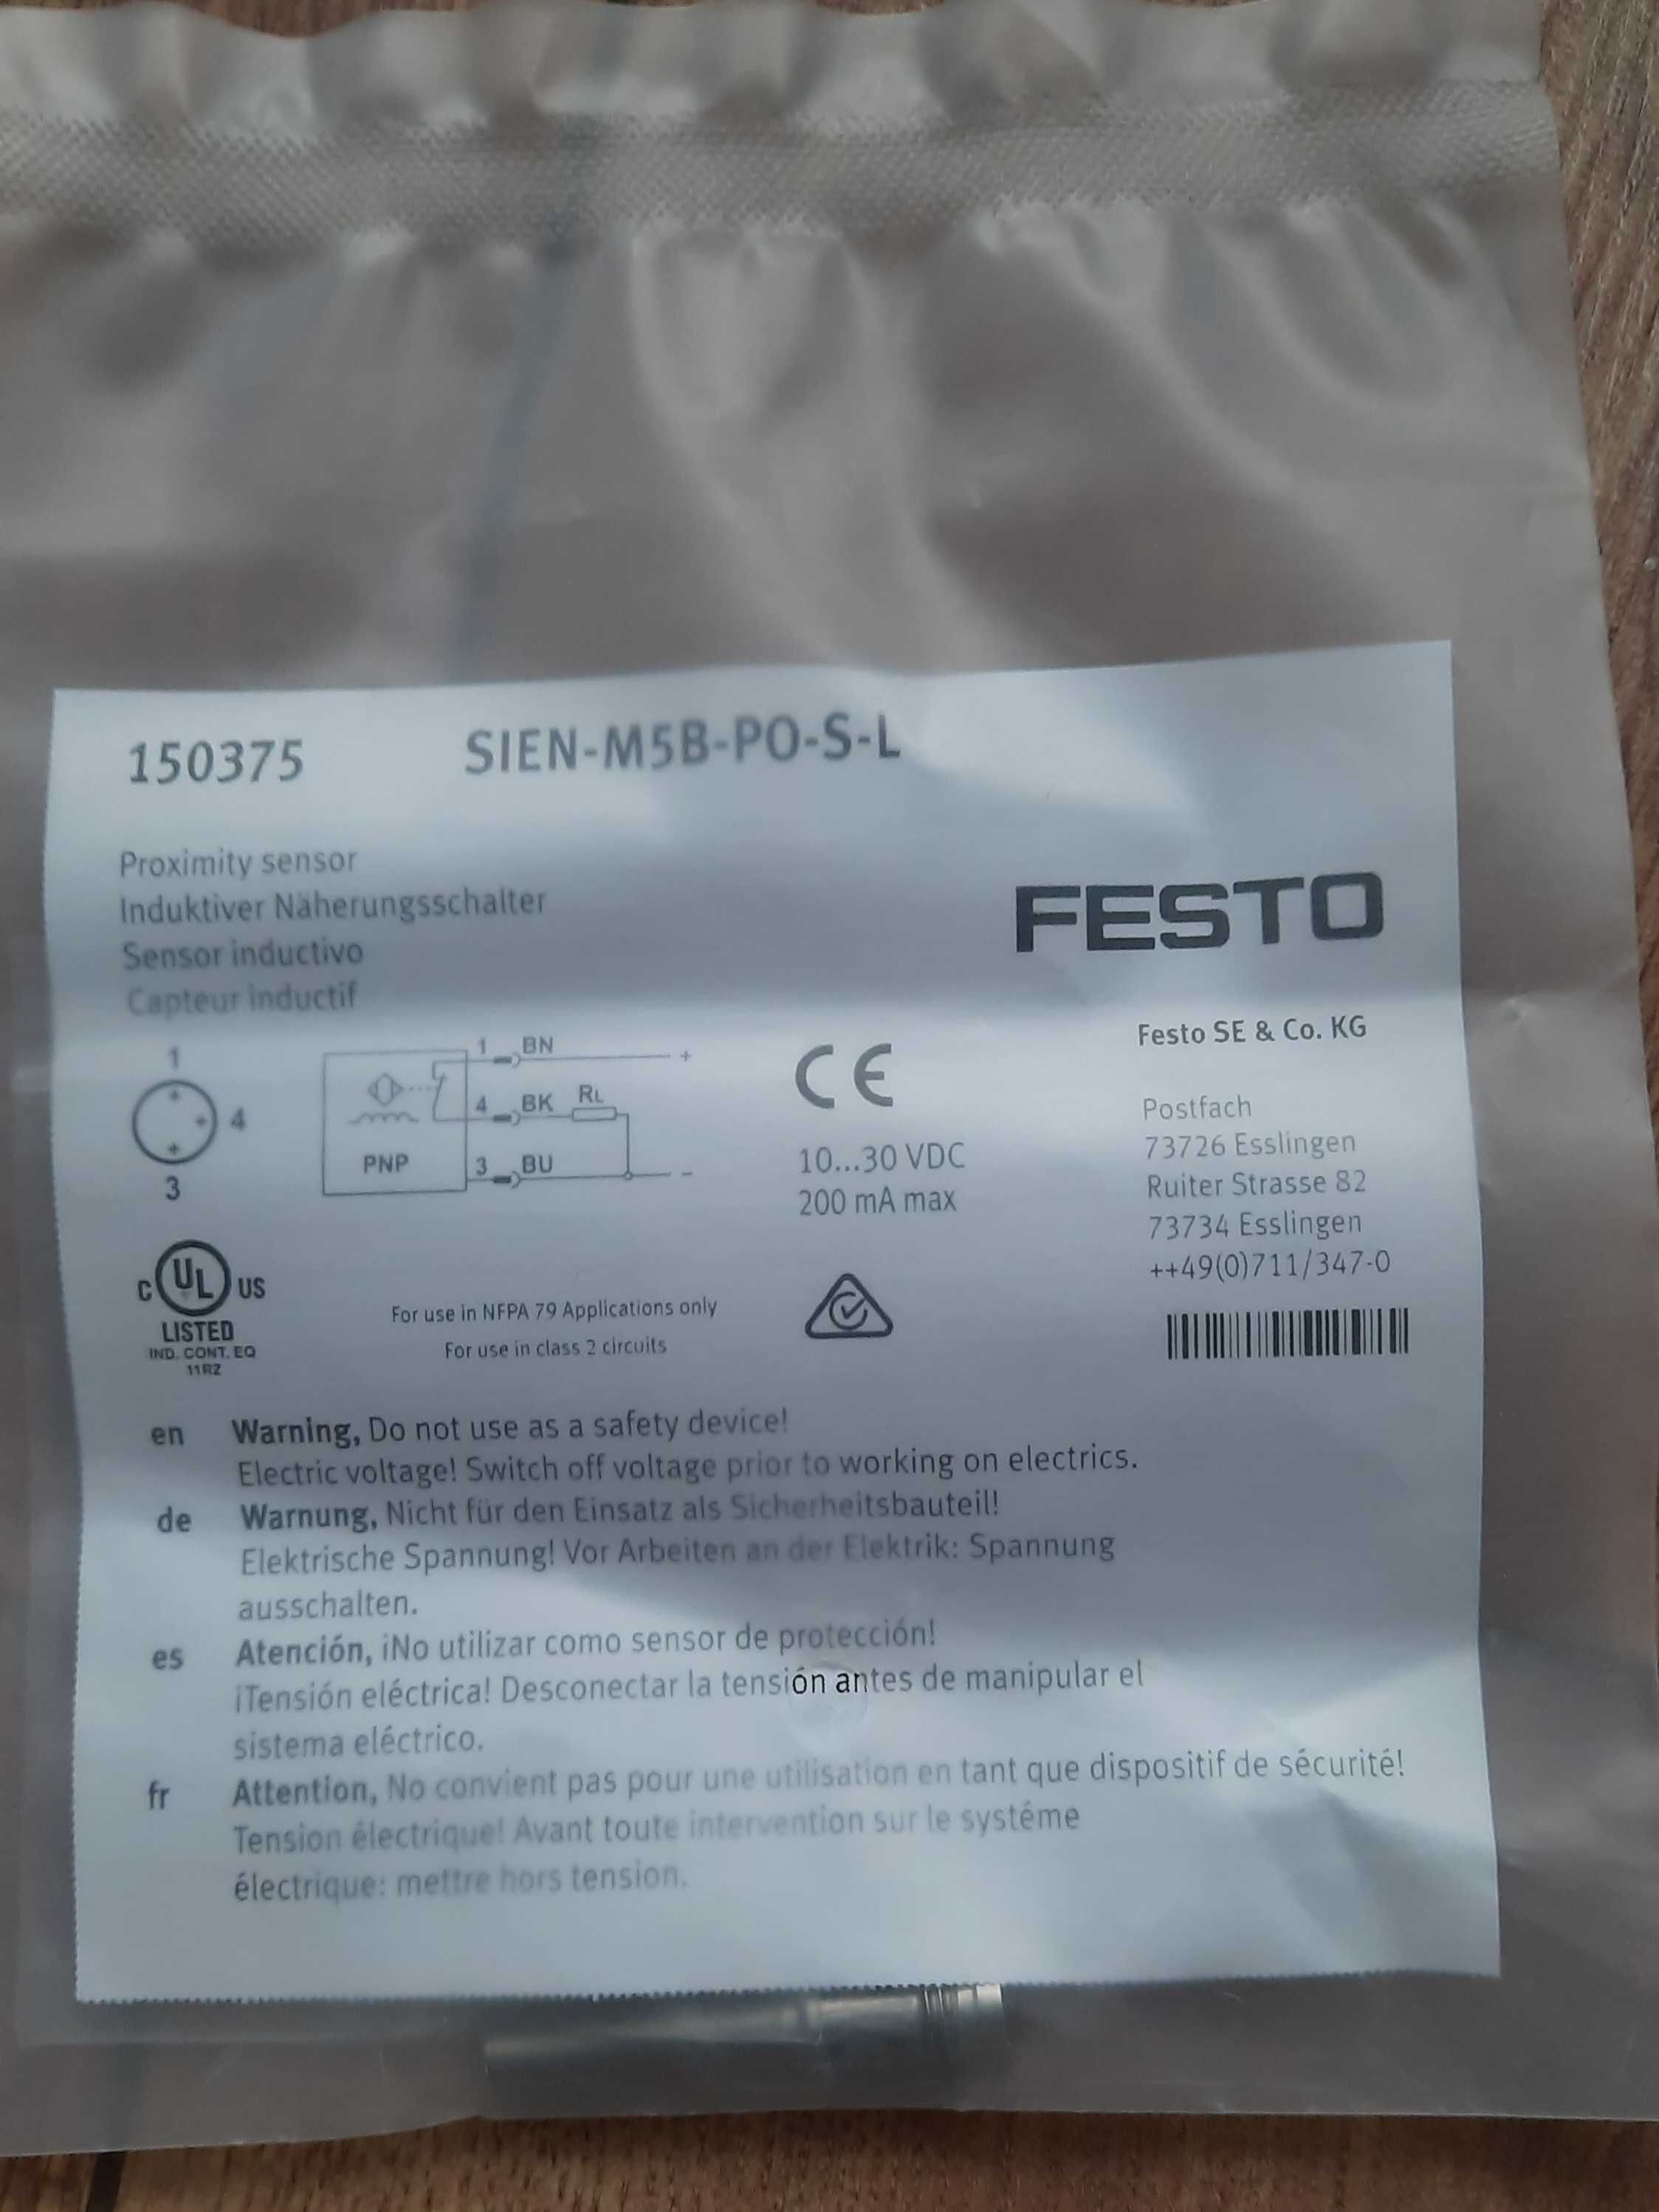 150375 SIEN-M5B-PO-S-L
Proximity sensor
Induktiver Näherungsschalter
Sensor inductivo
Capteur inductif
FESTO
Festo SE & Co. KG
Postfach
73726 Esslingen
Ruiter Strasse 82
73734 Esslingen
++49(0)711/347-0
1
4
3
1 BN +
4 BK RL
PNP 3 BU -
CE
10...30 VDC
200 mA max
C UL US
LISTED
IND. CONT. EQ
11RZ
For use in NFPA 79 Applications only
For use in class 2 circuits
en Warning, Do not use as a safety device!
Electric voltage! Switch off voltage prior to working on electrics.
de Warnung, Nicht für den Einsatz als Sicherheitsbauteil!
Elektrische Spannung! Vor Arbeiten an der Elektrik: Spannung
ausschalten.
es Atención, ¡No utilizar como sensor de protección!
¡Tensión eléctrica! Desconectar la tensión antes de manipular el
sistema eléctrico.
fr Attention, No convient pas pour une utilisation en tant que dispositif de sécurité!
Tension électrique! Avant toute intervention sur le systéme
électrique: mettre hors tension.